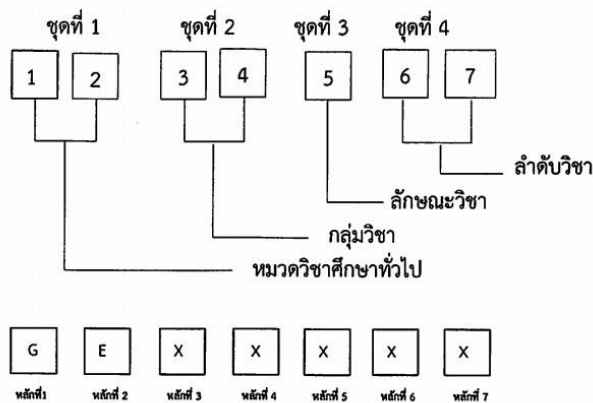 ชุดที่ 1 ชุดที่ 2 ชุดที่ 3 ชุดที่ 4
1 2 3 4 5 6 7
ลำดับวิชา
ลักษณะวิชา
กลุ่มวิชา
หมวดวิชาศึกษาทั่วไป
G E X X X X X
หลักที่1 หลักที่ 2 หลักที่ 3 หลักที่ 4 หลักที่ 5 หลักที่ 6 หลักที่ 7